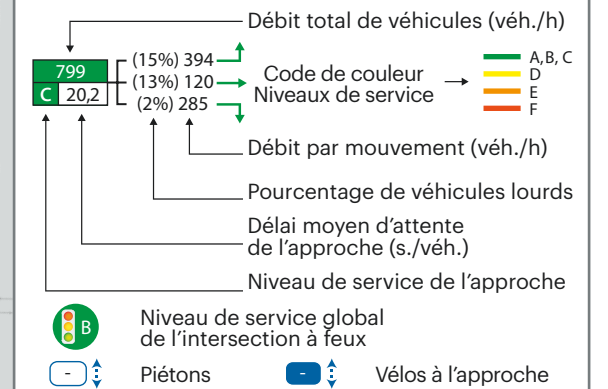 Débit total de véhicules (véh./h)
799
C 20,2
(15%) 394
(13%) 120
(2%) 285
Code de couleur
Niveaux de service
A,B, C
D
E
F
Débit par mouvement (véh./h)
Pourcentage de véhicules lourds
Délai moyen d'attente
de l'approche (s./véh.)
Niveau de service de l'approche
B
Niveau de service global
de l'intersection à feux
- Piétons
- Vélos à l'approche